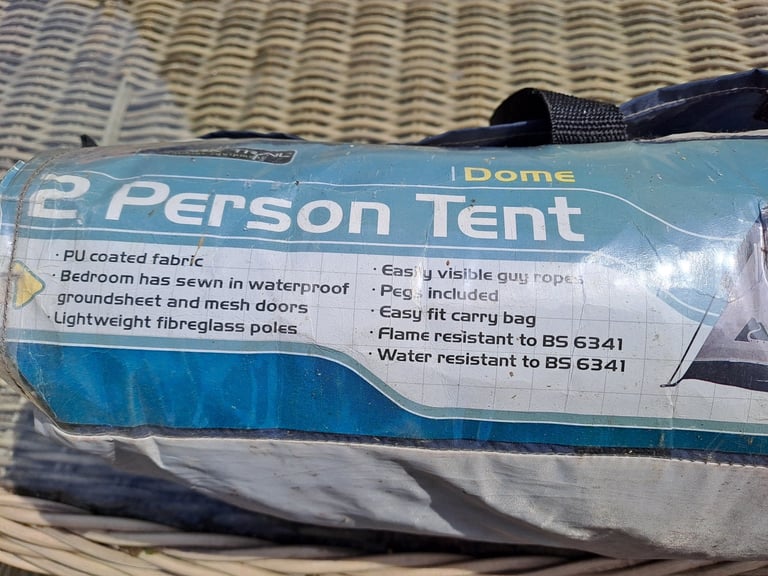 Dome
2 Person Tent
· PU coated fabric
· Bedroom has sewn in waterproof
groundsheet and mesh doors
· Lightweight fibreglass poles
· Easily visible guy ropes
· Pegs included
· Easy fit carry bag
· Flame resistant to BS 6341
· Water resistant to BS 6341